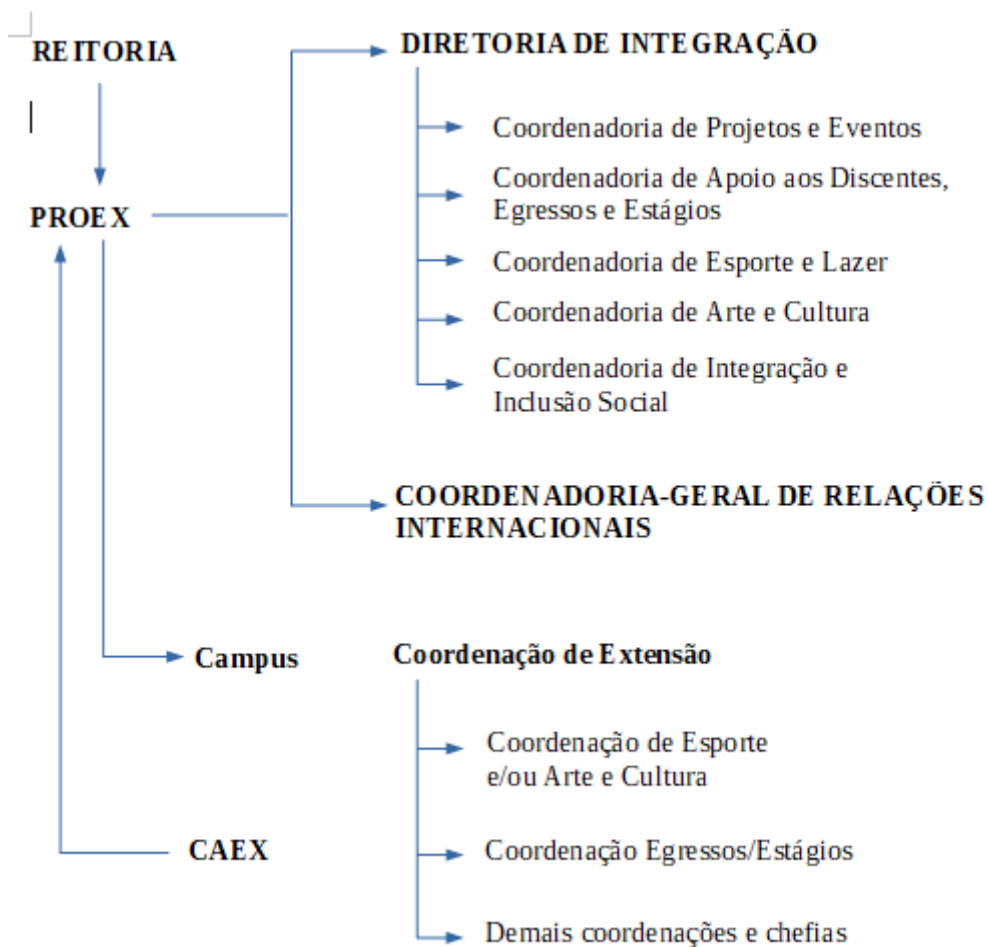 REITORIA
DIRETORIA DE INTEGRAÇÃO
Coordenadoria de Projetos e Eventos
Coordenadoria de Apoio aos Discentes,
Egressos e Estágios
PROEX
Coordenadoria de Esporte e Lazer
Coordenadoria de Arte e Cultura
Coordenadoria de Integração e
Inclusão Social
COORDENADORIA-GERAL DE RELAÇÕES
INTERNACIONAIS
Campus
Coordenação de Extensão
Coordenação de Esporte
e/ou Arte e Cultura
CAEX
Coordenação Egressos/Estágios
Demais coordenações e chefias